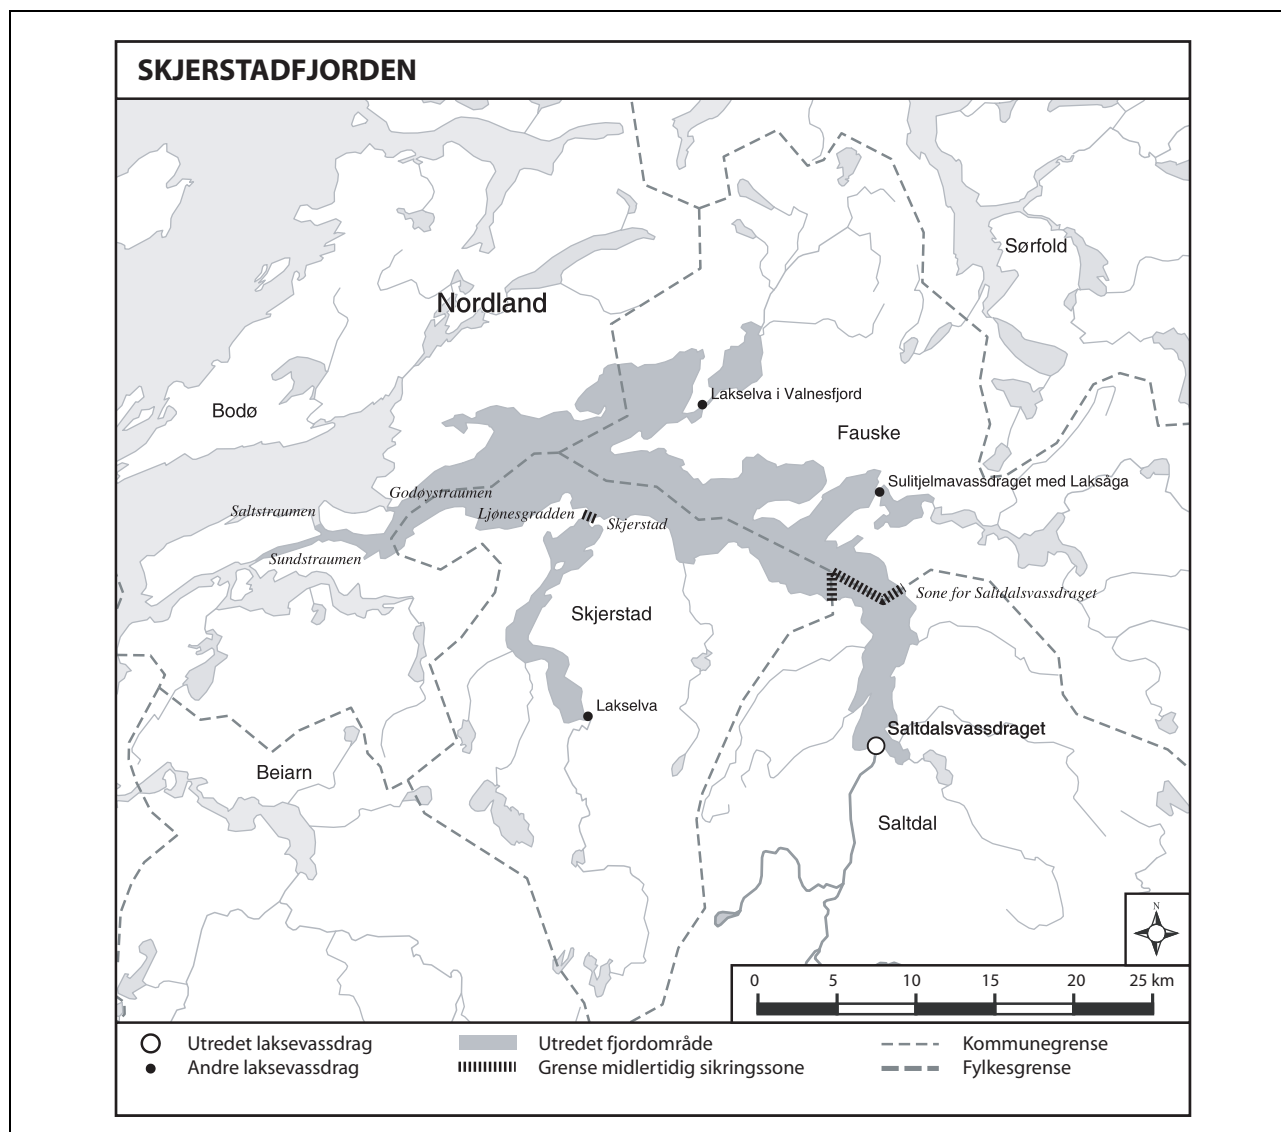 SKJERSTADFJORDEN
Sørfold
Nordland
Lakselva i Valnesfjord
Bodø
Fauske
Sulitjelmavassdraget med Laksåga
Godøystraumen
Saltstraumen
Ljønesgradden
Skjerstad
Sundstraumen
Sone for Saltdalsvassdraget
Skjerstad
Lakselva
Saltdalsvassdraget
Beiarn
Saltdal
N
0 5 10 15 20 25 km
Utredet laksevassdrag
Utredet fjordområde
Kommunegrense
Andre laksevassdrag
Grense midlertidig sikringssone
Fylkesgrense